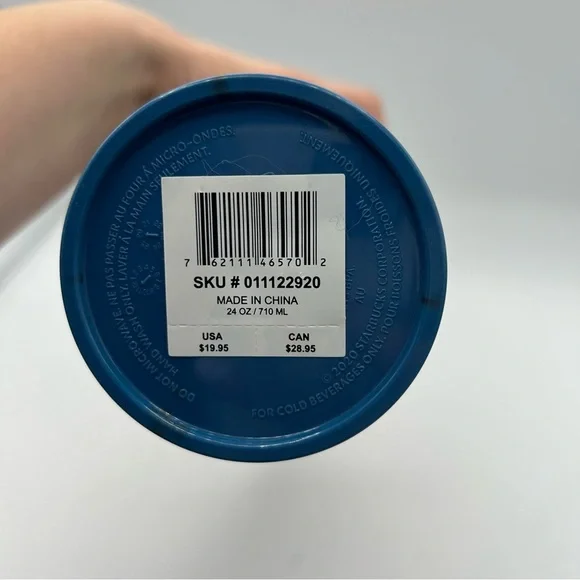 DO NOT MICROWAVE. NE PAS PASSER AU FOUR À MICRO-ONDES.
HAND WASH ONLY. LAVER À LA MAIN SEULEMENT.
7 62111 46570 2
SKU # 011122920
MADE IN CHINA
24 OZ / 710 ML
USA CAN
$19.95 $28.95
© 2020 STARBUCKS CORPORATION.
FOR COLD BEVERAGES ONLY. POUR BOISSONS FROIDES UNIQUEMENT.
AU